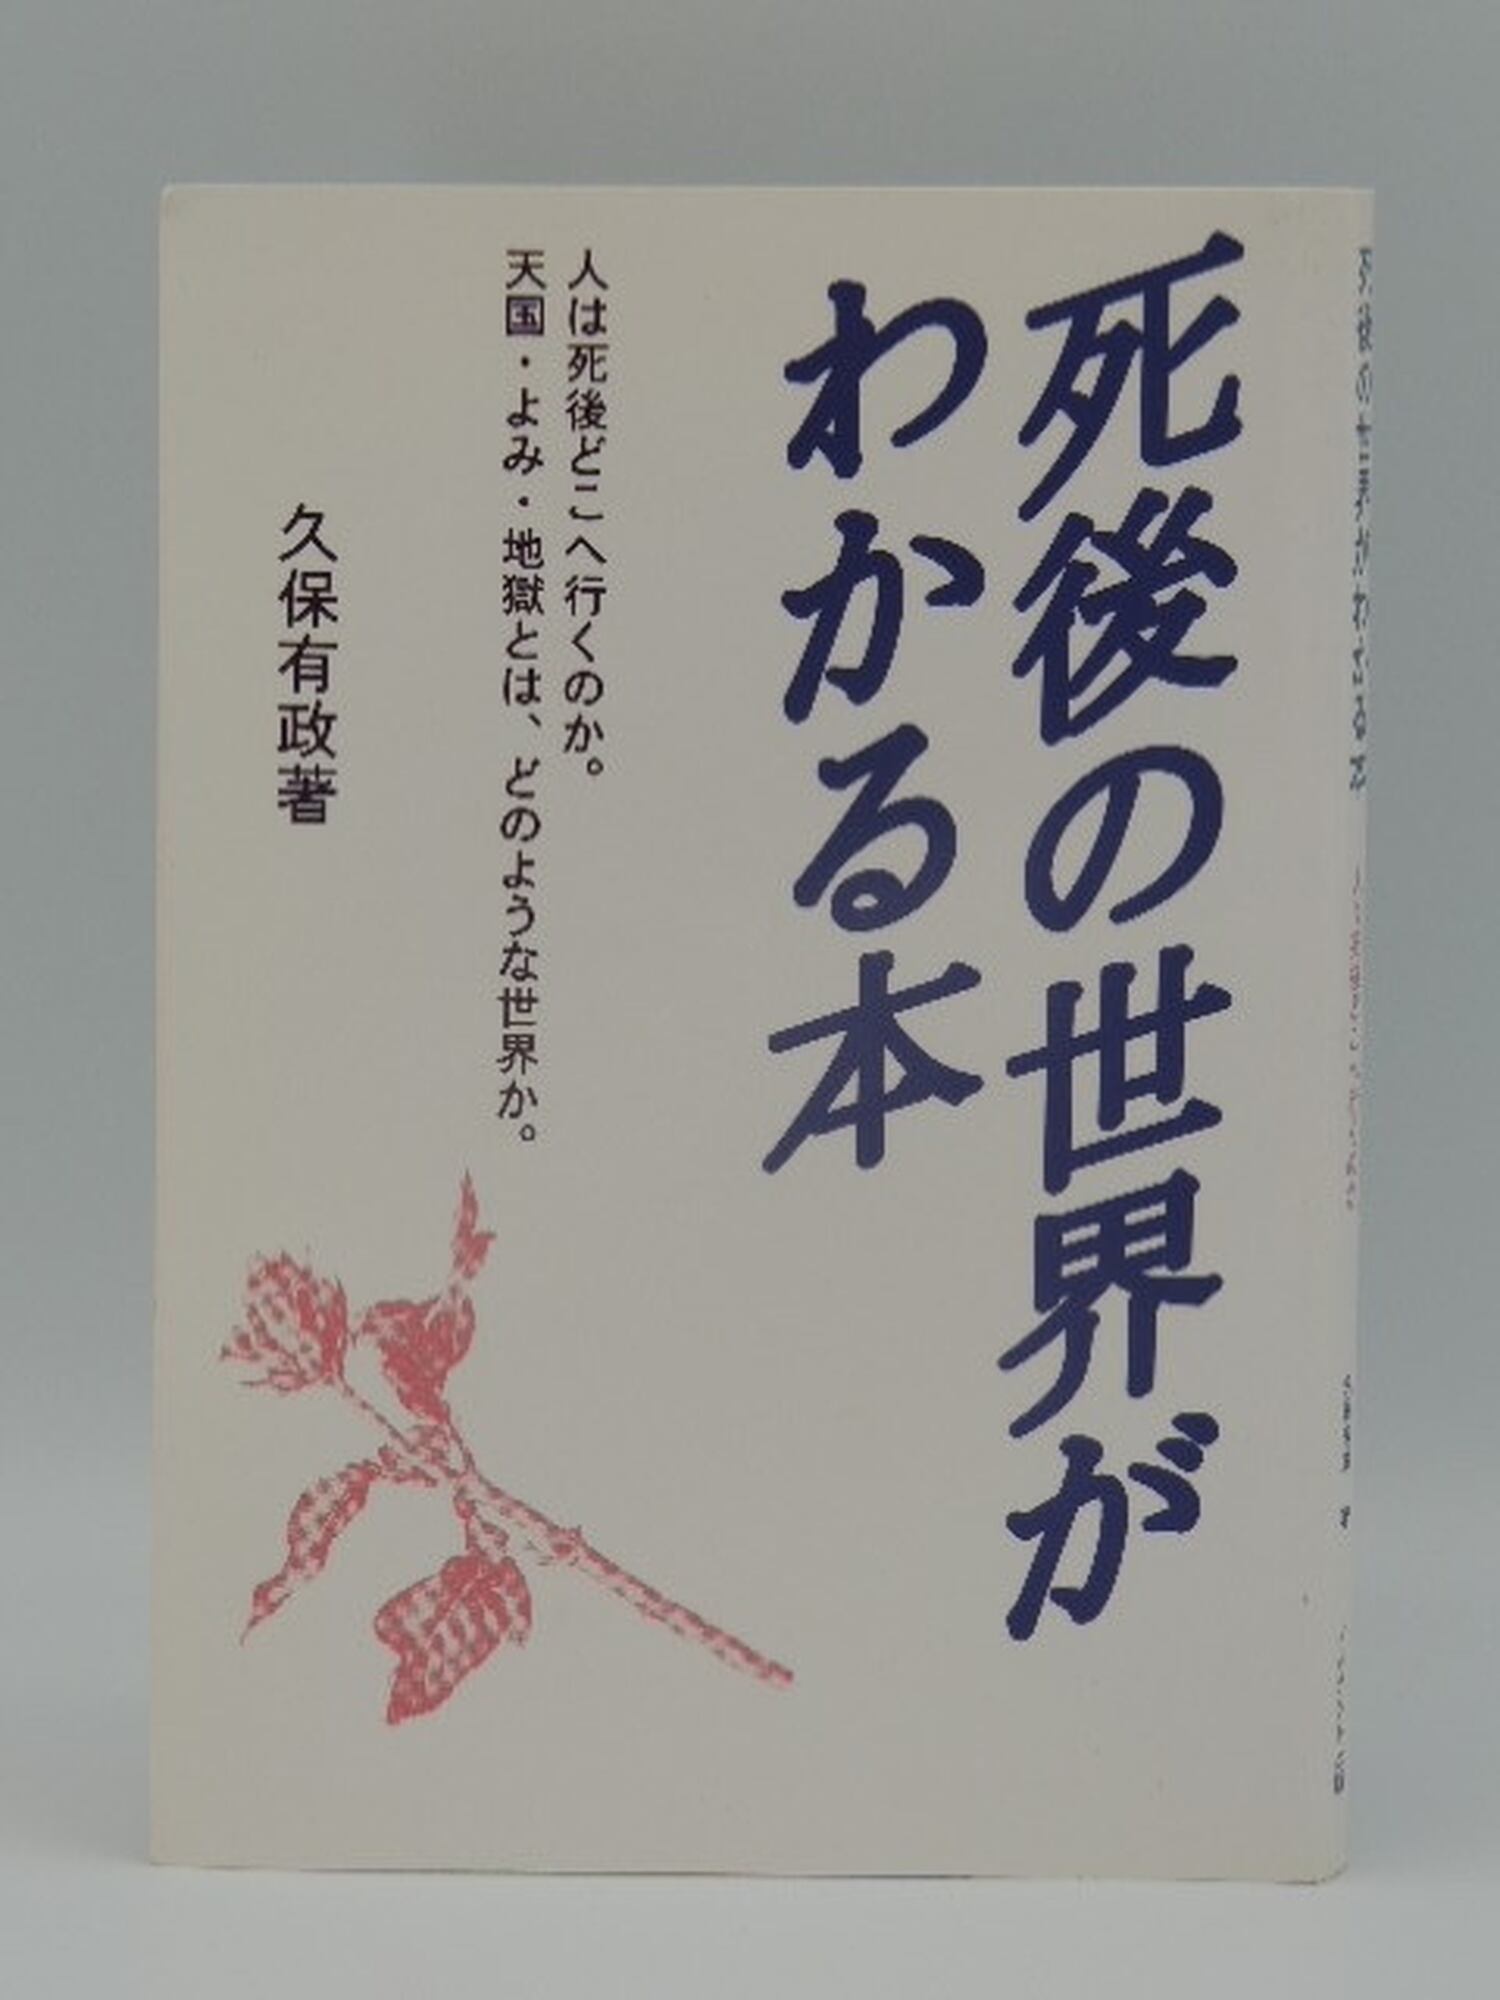 死後の世界が
わかる本
人は死後どこへ行くのか。
天国・よみ・地獄とは、どのような世界か。
久保有政著